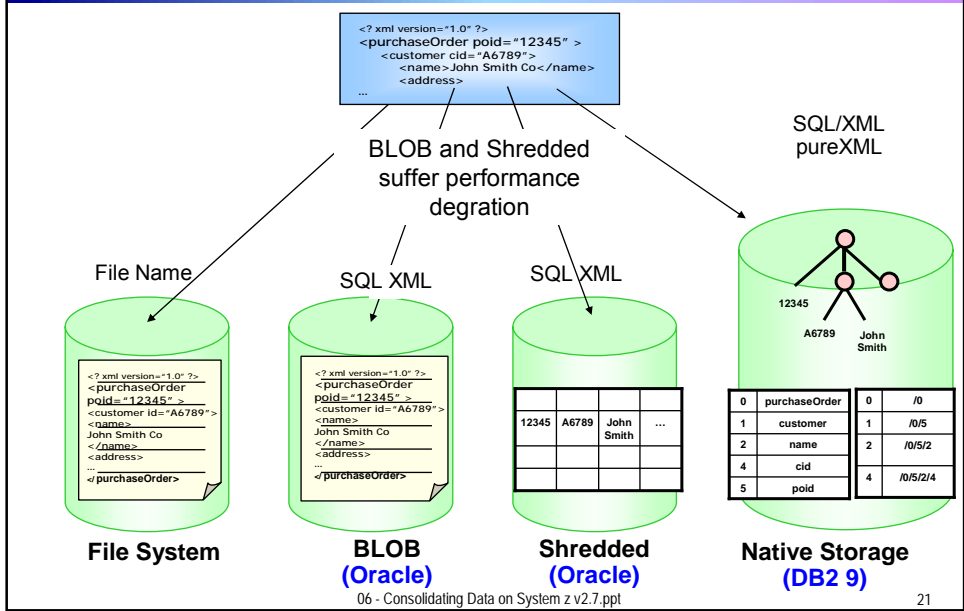 <? xml version="1.0" ?>
<purchaseOrder poid="12345" >
<customer cid="A6789">
<name>John Smith Co</name>
<address>
...
BLOB and Shredded
suffer performance
degration
SQL/XML
pureXML
File Name
SQL XML
SQL XML
<? xml version="1.0" ?>
<purchaseOrder
poid="12345" >
<customer id="A6789">
<name>
John Smith Co
</name>
<address>
...
</purchaseOrder>
<? xml version="1.0" ?>
<purchaseOrder
poid="12345" >
<customer id="A6789">
<name>
John Smith Co
</name>
<address>
...
</purchaseOrder>
12345 A6789 John ...
Smith
12345
A6789 John
Smith
0 purchaseOrder
1 customer
2 name
4 cid
5 poid
0 /0
1 /0/5
2 /0/5/2
4 /0/5/2/4
File System
BLOB
(Oracle)
Shredded
(Oracle)
Native Storage
(DB2 9)
06 - Consolidating Data on System z v2.7.ppt
21